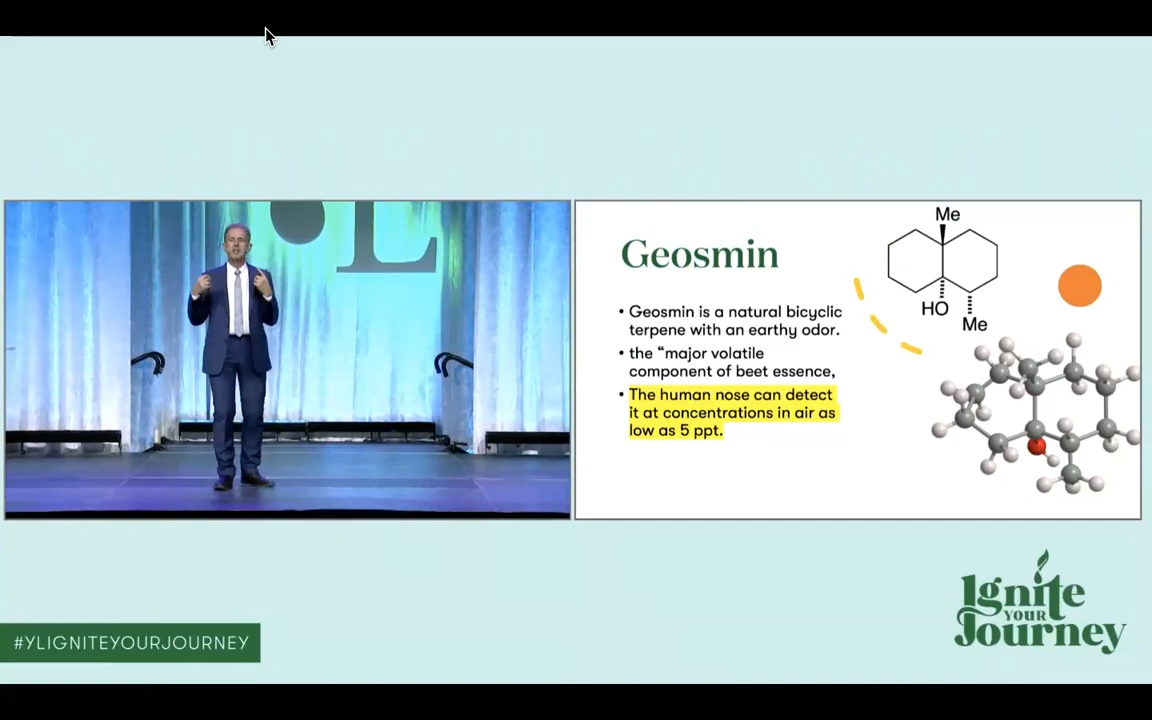 L
Geosmin
• Geosmin is a natural bicyclic
terpene with an earthy odor.
• the “major volatile
component of beet essence,
• The human nose can detect
it at concentrations in air as
low as 5 ppt.
Me
HO
Me
#YLIGNITEYOURJOURNEY
Ignite
YOUR
Journey